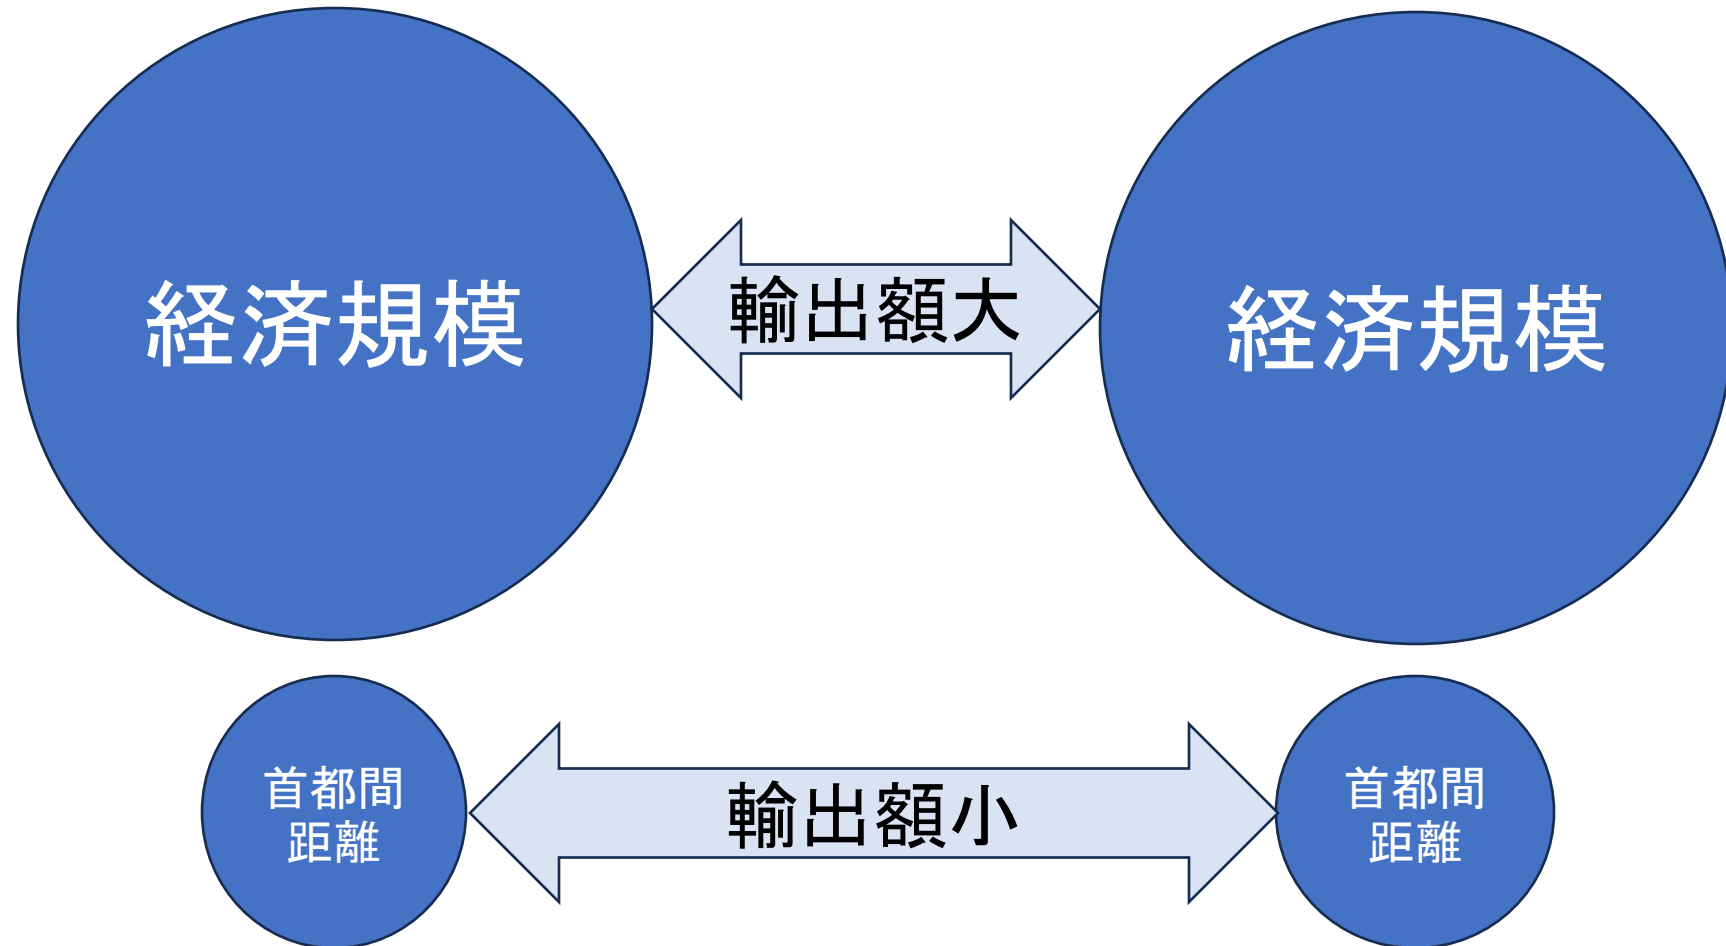 経済規模
輸出額大
経済規模
首都間
距離
輸出額小
首都間
距離